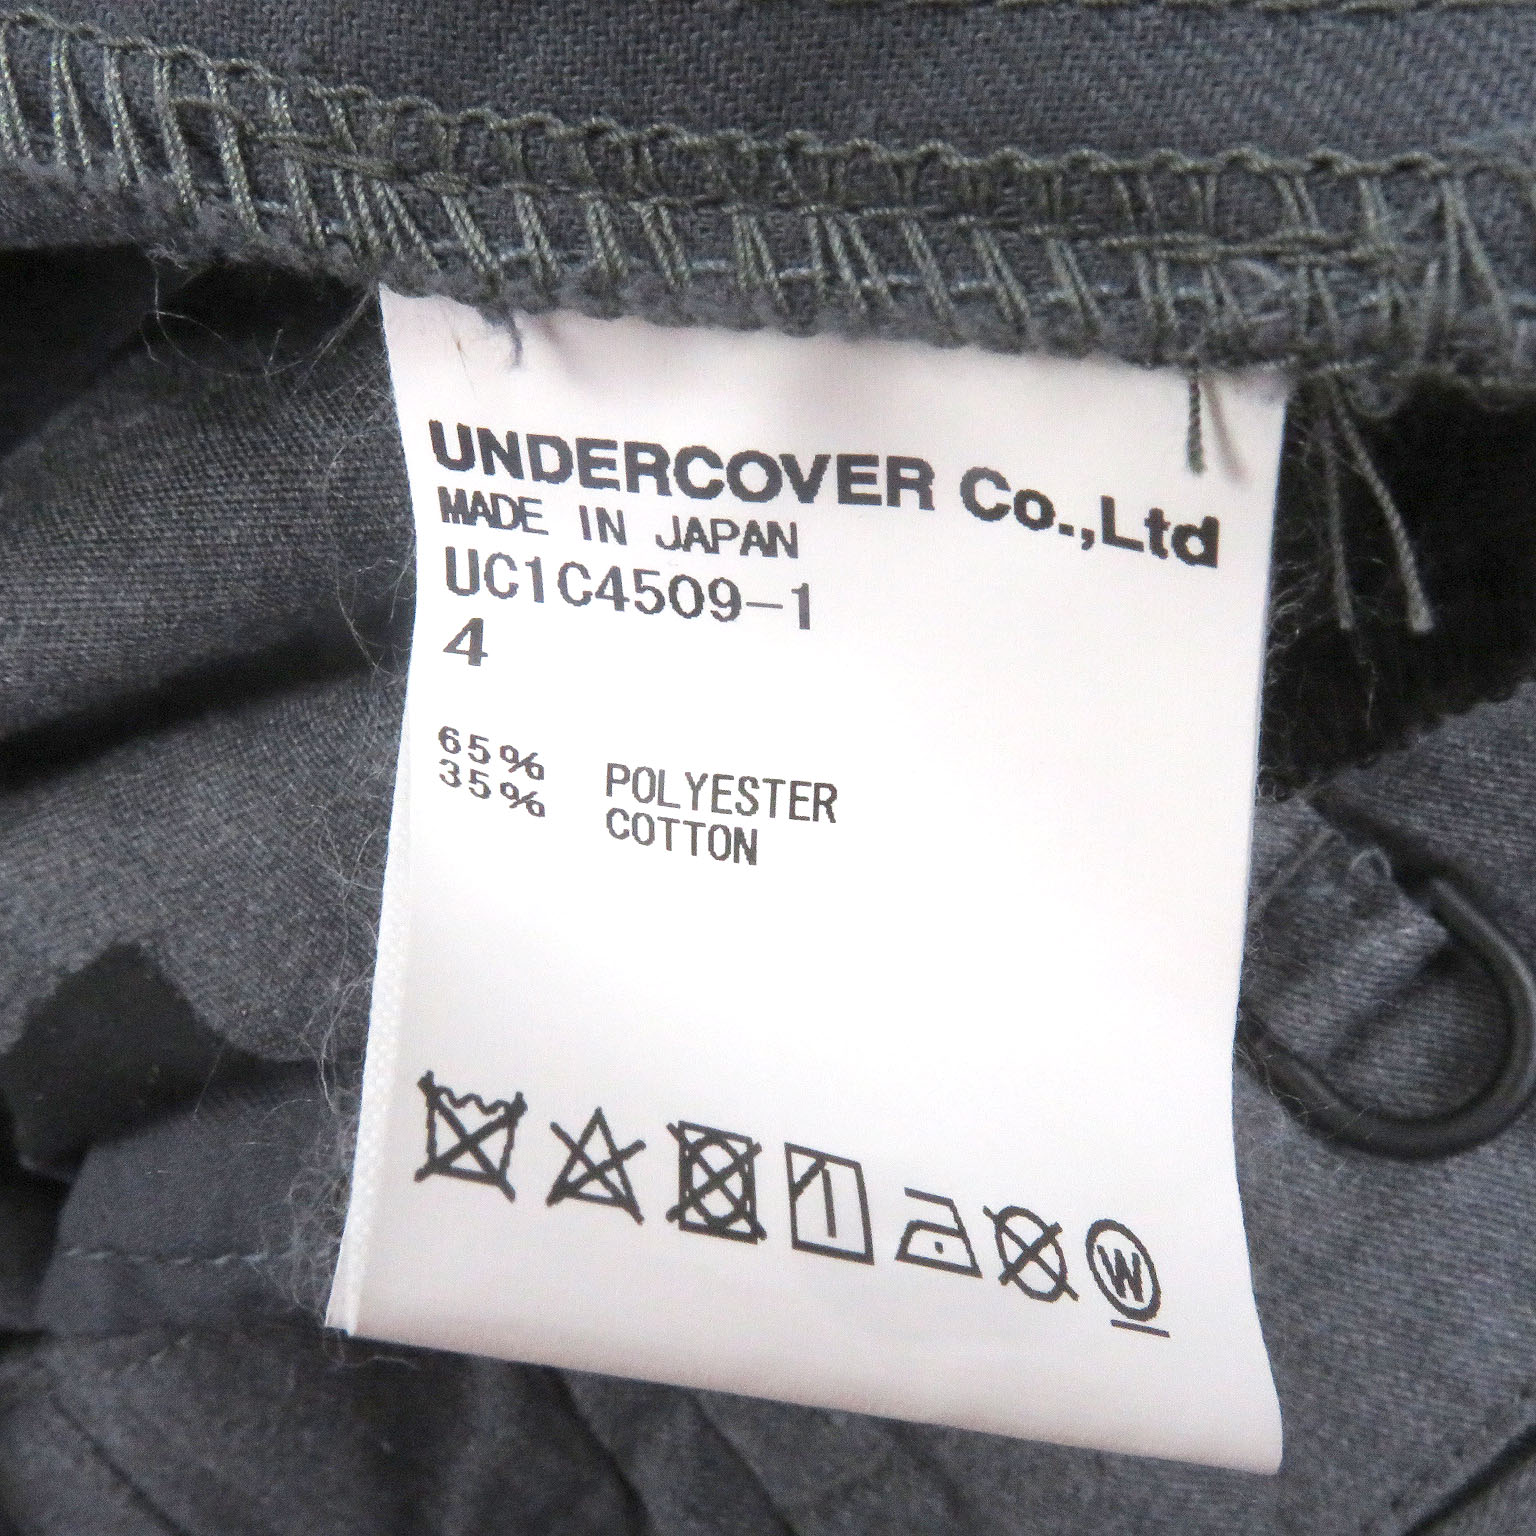 UNDERCOVER Co.,Ltd
MADE IN JAPAN
UC1C4509-1
4
65% POLYESTER
35% COTTON
W